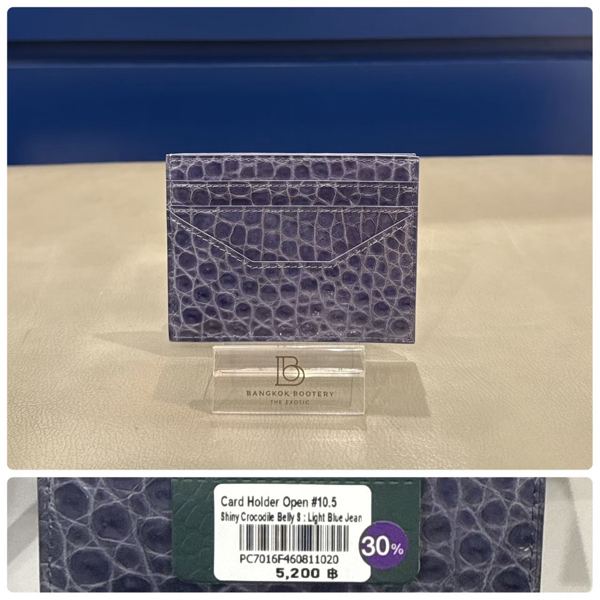 B
BANGKOK BOOTERY
THE EXOTIC
Card Holder Open #10.5
Shiny Crocodile Belly S : Light Blue Jean
PC7016F460811020
5,200 ฿
30%